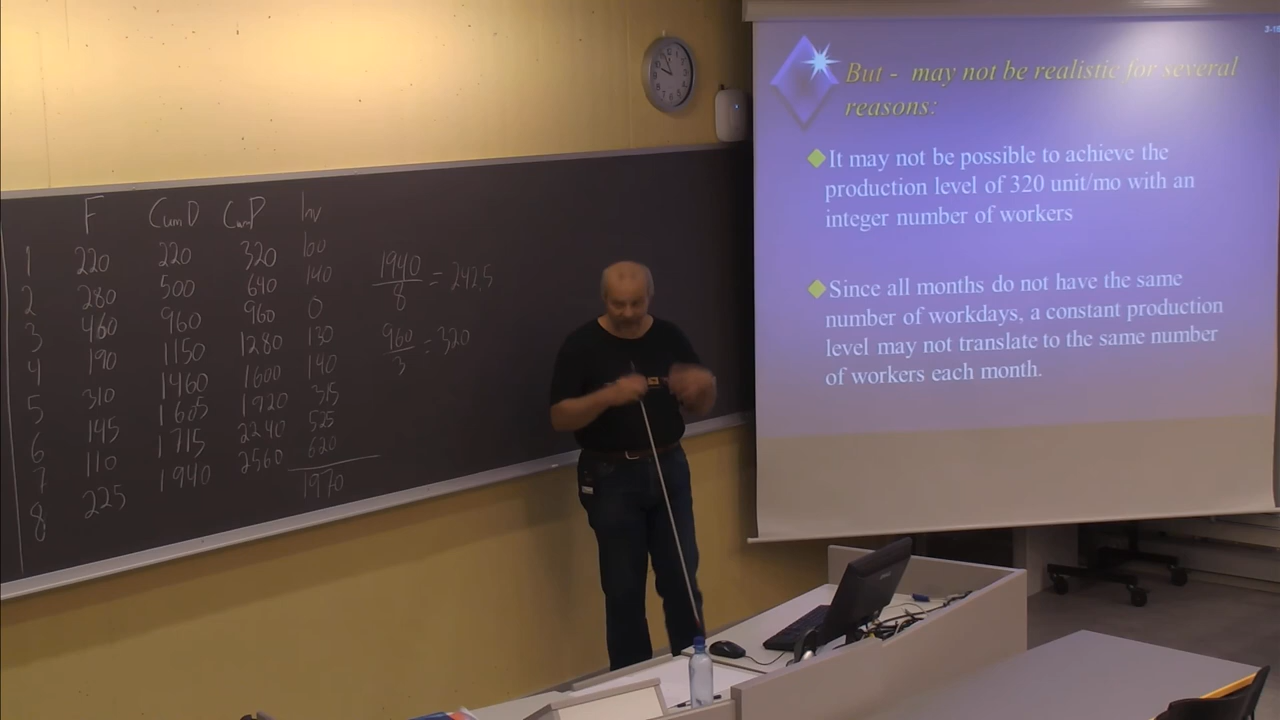 F CumD CumP Inv
1 220 220 320 100
2 280 500 640 140
3 460 960 960 0
4 190 1150 1280 130
5 310 1460 1600 140
6 145 1605 1920 315
7 110 1715 2240 525
8 225 1940 2560 620
1970
1940
8
= 242,5
960
3
= 320
But - may not be realistic for several
reasons:
It may not be possible to achieve the
production level of 320 unit/mo with an
integer number of workers
Since all months do not have the same
number of workdays, a constant production
level may not translate to the same number
of workers each month.